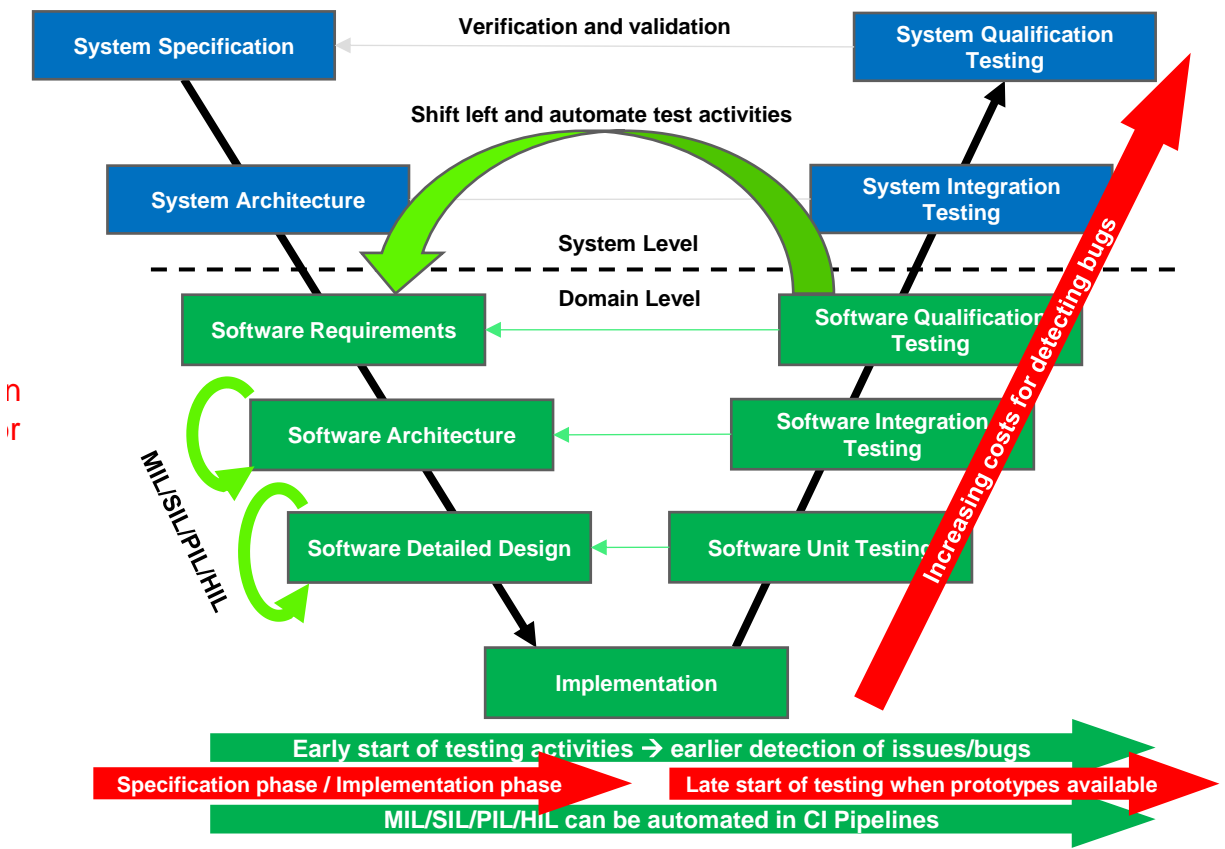 System Specification
Verification and validation
System Qualification
Testing
Shift left and automate test activities
System Architecture
System Integration
Testing
System Level
Domain Level
Software Requirements
Software Qualification
Testing
n
Software Architecture
Software Integration
Testing
MIL/SIL/PIL/HIL
Software Detailed Design
Software Unit Testing
Increasing costs for detecting bugs
Implementation
Early start of testing activities → earlier detection of issues/bugs
Specification phase / Implementation phase
Late start of testing when prototypes available
MIL/SIL/PIL/HIL can be automated in CI Pipelines